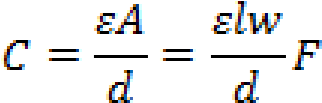 C = εA/d = εlw/d F